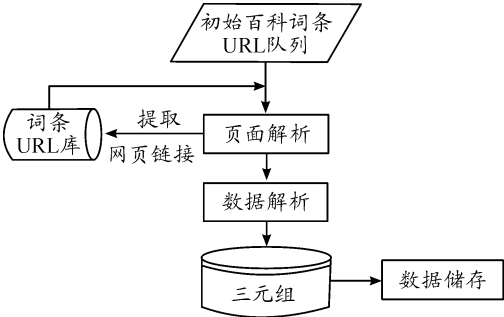 初始百科词条
URL队列
词条
URL库
提取
网页链接
页面解析
数据解析
三元组
数据储存